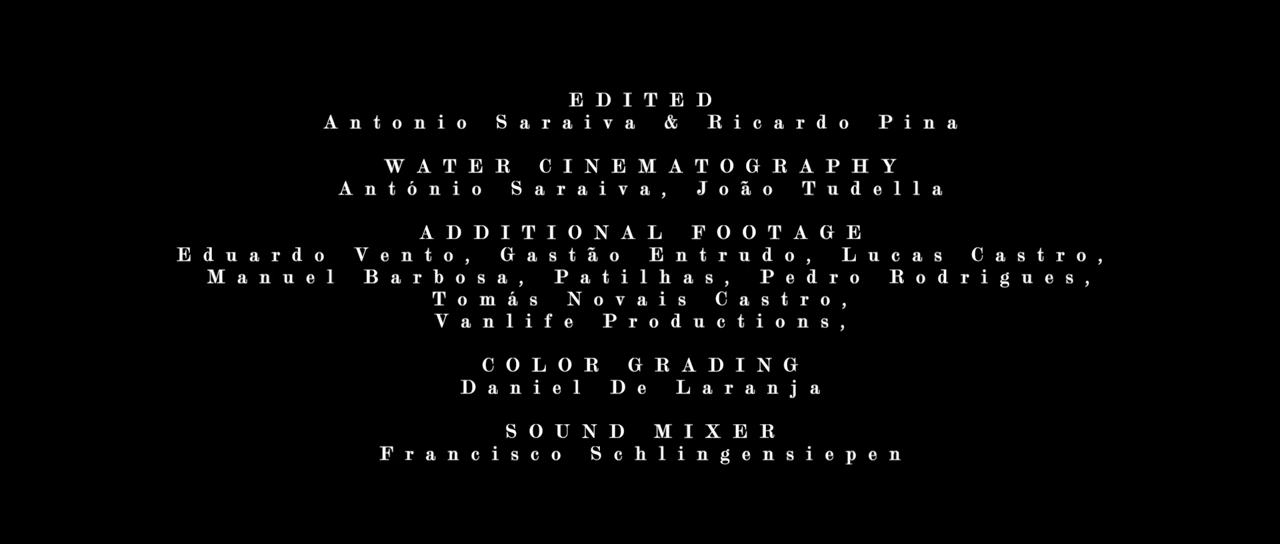 EDITED
Antonio Saraiva & Ricardo Pina
WATER CINEMATOGRAPHY
António Saraiva, João Tudella
ADDITIONAL FOOTAGE
Eduardo Vento, Gastão Entrudo, Lucas Castro,
Manuel Barbosa, Patilhas, Pedro Rodrigues,
Tomás Novais Castro,
Vanlife Productions,
COLOR GRADING
Daniel De Laranja
SOUND MIXER
Francisco Schlingensiepen